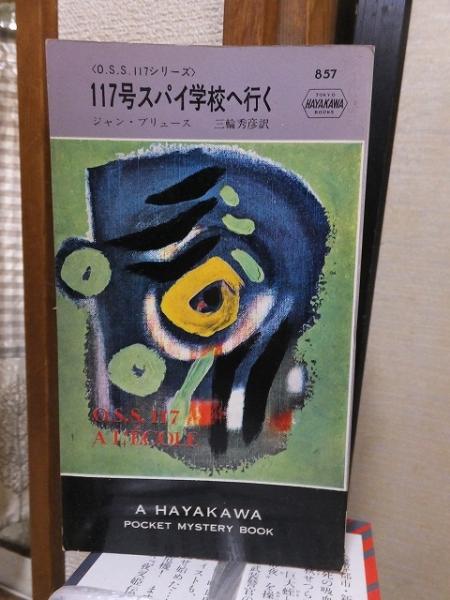 〈O.S.S. 117シリーズ〉
857
117号スパイ学校へ行く
TOKYO
HAYAKAWA
BOOKS
ジャン・ブリュース 三輪秀彦訳
O.S.S. 117
A L'ÉCOLE
A HAYAKAWA
POCKET MYSTERY BOOK